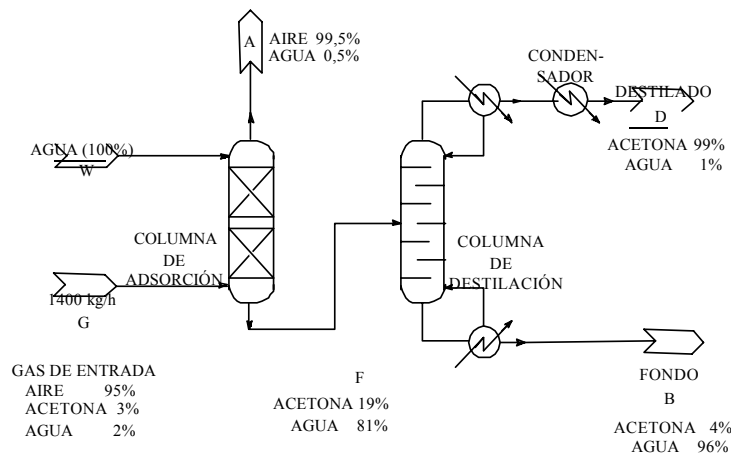 A
AIRE 99,5%
AGUA 0,5%
CONDEN-
SADOR
DESTILADO
D
ACETONA 99%
AGUA 1%
AGUA (100%)
W
COLUMNA
DE
ADSORCIÓN
COLUMNA
DE
DESTILACIÓN
1400 kg/h
G
GAS DE ENTRADA
AIRE 95%
ACETONA 3%
AGUA 2%
F
ACETONA 19%
AGUA 81%
FONDO
B
ACETONA 4%
AGUA 96%